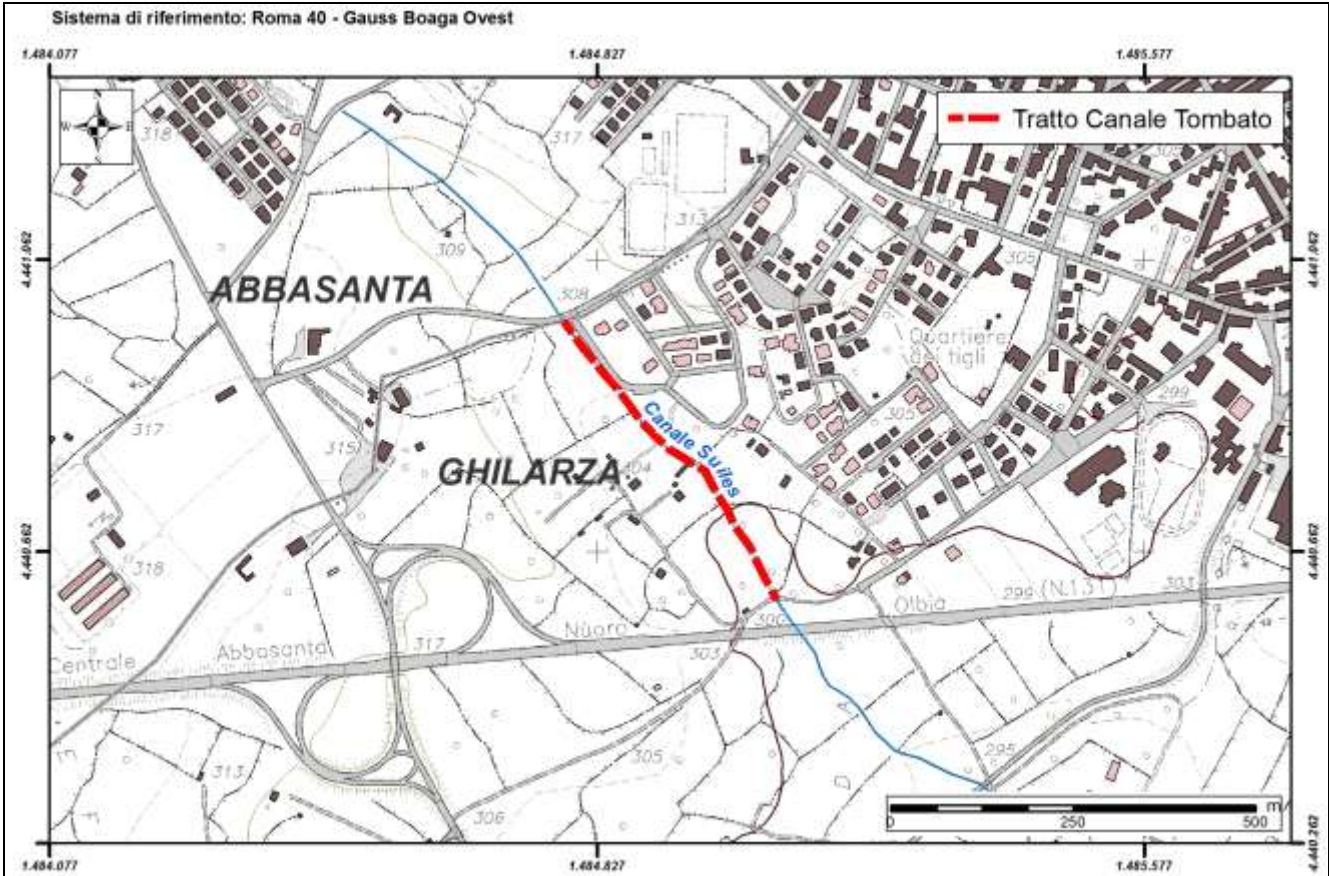 Sistema di riferimento: Roma 40 - Gauss Boaga Ovest
1.484.077
1.484.827
1.485.577
N
W
E
318
317
Tratto Canale Tombato
309
313
305
4.441.062
4.441.062
ABBASANTA
308
Quartiere
dei tigli
317
315
299
305
Canale Su Iles
GHILARZA
304
4.440.662
4.440.662
318
303
299 (N.131)
Olbia
300
Nùoro
317
303
Abbasanta
Centrale
A
295
305
313
D
306
m
0
250
500
4.440.262
1.484.077
1.484.827
1.485.577